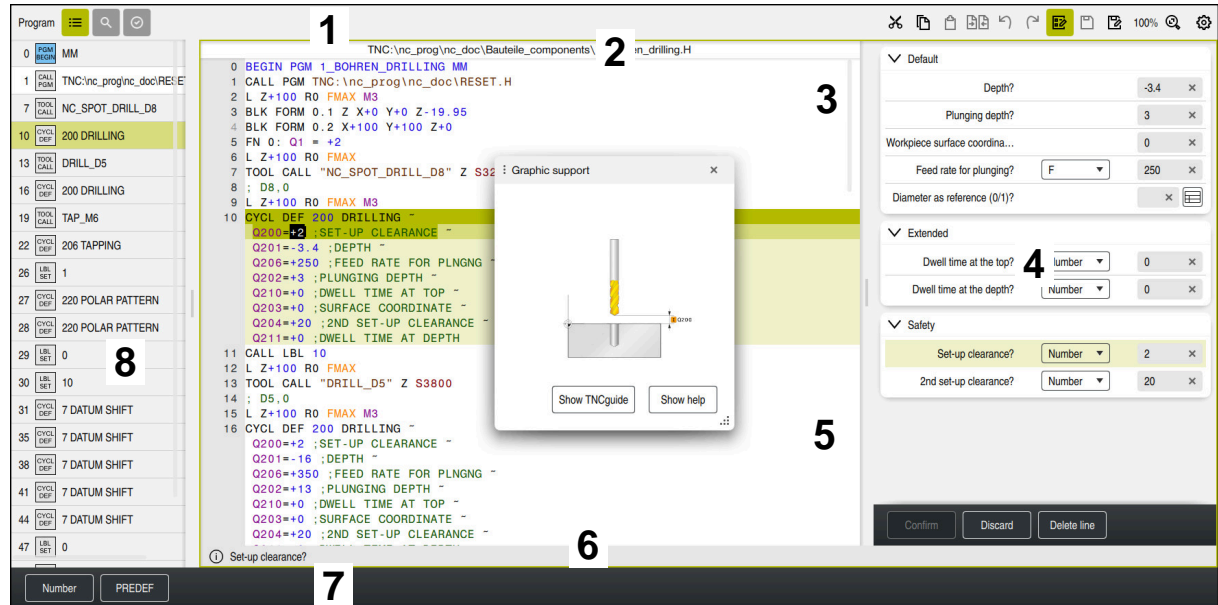 Program
1
100%
0 PGM BEGIN MM
1 CALL PGM TNC:\nc_prog\nc_doc\RESET
7 TOOL CALL NC_SPOT_DRILL_D8
10 CYCL DEF 200 DRILLING
13 TOOL CALL DRILL_D5
16 CYCL DEF 200 DRILLING
19 TOOL CALL TAP_M6
22 CYCL DEF 206 TAPPING
26 LBL SET 1
27 CYCL DEF 220 POLAR PATTERN
28 CYCL DEF 220 POLAR PATTERN
29 LBL SET 0
30 LBL SET 10
31 CYCL DEF 7 DATUM SHIFT
35 CYCL DEF 7 DATUM SHIFT
38 CYCL DEF 7 DATUM SHIFT
41 CYCL DEF 7 DATUM SHIFT
44 CYCL DEF 7 DATUM SHIFT
47 LBL SET 0
8
TNC:\nc_prog\nc_doc\Bauteile_components\ en_drilling.H
2
3
0 BEGIN PGM 1_BOHREN_DRILLING MM
1 CALL PGM TNC:\nc_prog\nc_doc\RESET.H
2 L Z+100 R0 FMAX M3
3 BLK FORM 0.1 Z X+0 Y+0 Z-19.95
4 BLK FORM 0.2 X+100 Y+100 Z+0
5 FN 0: Q1 = +2
6 L Z+100 R0 FMAX
7 TOOL CALL "NC_SPOT_DRILL_D8" Z S32
8 ; D8,0
9 L Z+100 R0 FMAX M3
10 CYCL DEF 200 DRILLING ~
Q200=+2 ;SET-UP CLEARANCE ~
Q201=-3.4 ;DEPTH ~
Q206=+250 ;FEED RATE FOR PLNGNG ~
Q202=+3 ;PLUNGING DEPTH ~
Q210=+0 ;DWELL TIME AT TOP ~
Q203=+0 ;SURFACE COORDINATE ~
Q204=+20 ;2ND SET-UP CLEARANCE ~
Q211=+0 ;DWELL TIME AT DEPTH
11 CALL LBL 10
12 L Z+100 R0 FMAX
13 TOOL CALL "DRILL_D5" Z S3800
14 ; D5,0
15 L Z+100 R0 FMAX M3
16 CYCL DEF 200 DRILLING ~
Q200=+2 ;SET-UP CLEARANCE ~
Q201=-16 ;DEPTH ~
Q206=+350 ;FEED RATE FOR PLNGNG ~
Q202=+13 ;PLUNGING DEPTH ~
Q210=+0 ;DWELL TIME AT TOP ~
Q203=+0 ;SURFACE COORDINATE ~
Q204=+20 ;2ND SET-UP CLEARANCE ~
Graphic support
Q200
Show TNCguide
Show help
5
Set-up clearance?
6
Default
Depth? -3.4
Plunging depth? 3
Workpiece surface coordina... 0
Feed rate for plunging? F 250
Diameter as reference (0/1)?
Extended
Dwell time at the top? umber 0
4
Dwell time at the depth? Number 0
Safety
Set-up clearance? Number 2
2nd set-up clearance? Number 20
Confirm
Discard
Delete line
Number
PREDEF
7